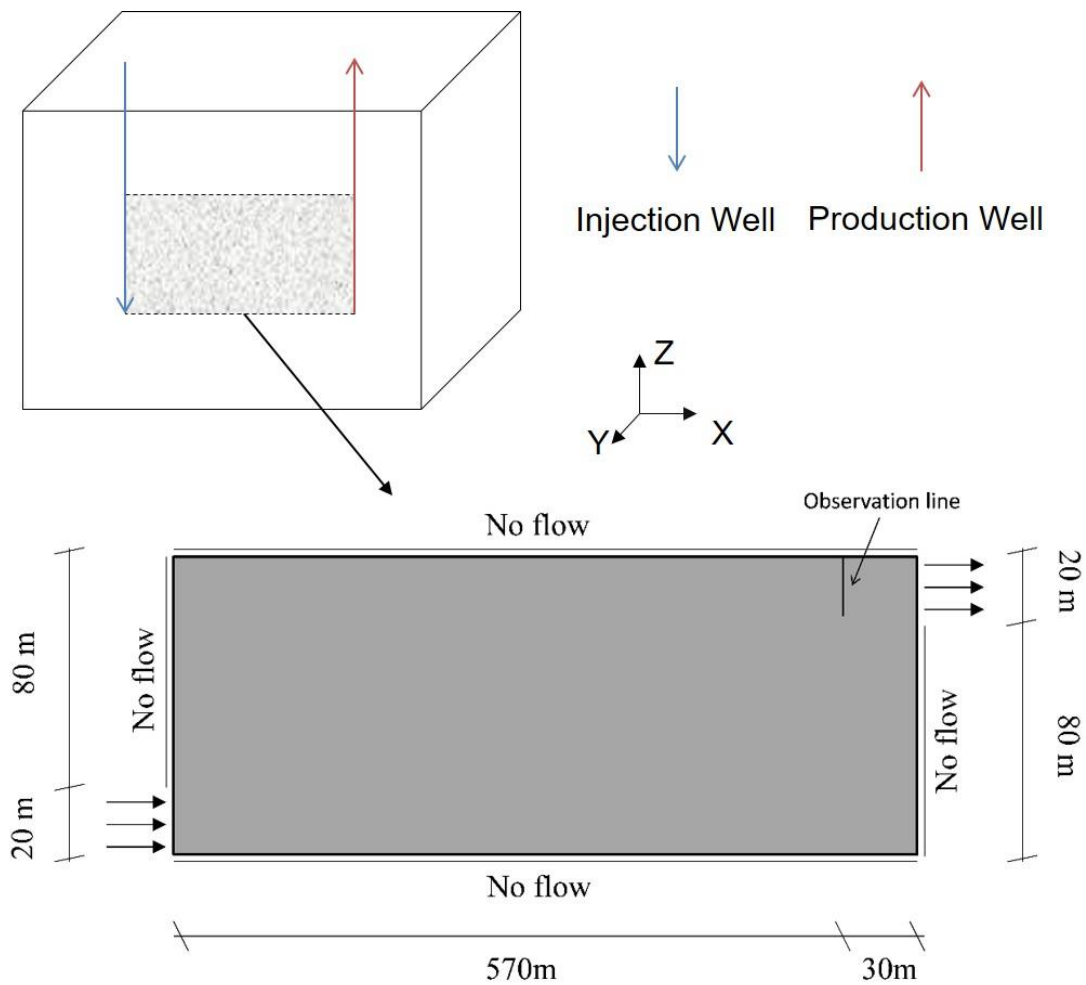 Injection Well
Production Well
Z
Y
X
Observation line
No flow
20 m
80 m
No flow
No flow
80 m
20 m
No flow
570m
30m